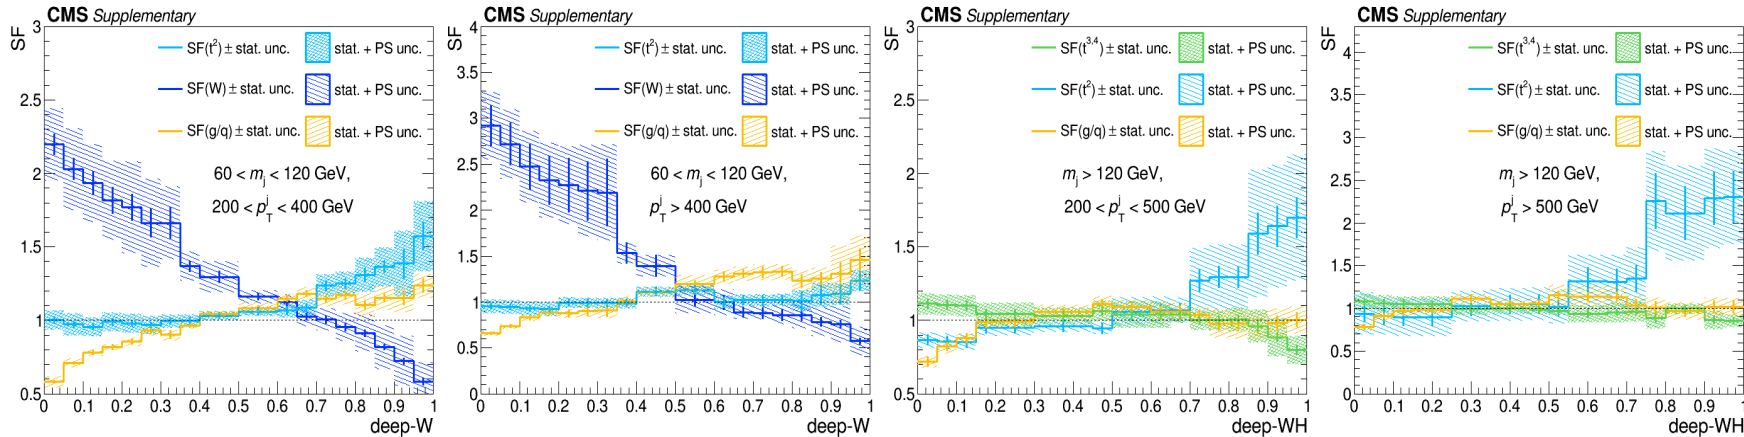 CMS Supplementary
SF
3
2.5
2
1.5
1
0.5
SF(t²) ± stat. unc. stat. + PS unc.
SF(W) ± stat. unc. stat. + PS unc.
SF(g/q) ± stat. unc. stat. + PS unc.
60 < m_j < 120 GeV,
200 < p_T^j < 400 GeV
0 0.1 0.2 0.3 0.4 0.5 0.6 0.7 0.8 0.9 1
deep-W
CMS Supplementary
SF
4
3.5
3
2.5
2
1.5
1
0.5
0
SF(t²) ± stat. unc. stat. + PS unc.
SF(W) ± stat. unc. stat. + PS unc.
SF(g/q) ± stat. unc. stat. + PS unc.
60 < m_j < 120 GeV,
p_T^j > 400 GeV
0 0.1 0.2 0.3 0.4 0.5 0.6 0.7 0.8 0.9 1
deep-W
CMS Supplementary
SF
3
2.5
2
1.5
1
0.5
SF(t^3,4) ± stat. unc. stat. + PS unc.
SF(t²) ± stat. unc. stat. + PS unc.
SF(g/q) ± stat. unc. stat. + PS unc.
m_j > 120 GeV,
200 < p_T^j < 500 GeV
0 0.1 0.2 0.3 0.4 0.5 0.6 0.7 0.8 0.9 1
deep-WH
CMS Supplementary
SF
4
3.5
3
2.5
2
1.5
1
0.5
0
SF(t^3,4) ± stat. unc. stat. + PS unc.
SF(t²) ± stat. unc. stat. + PS unc.
SF(g/q) ± stat. unc. stat. + PS unc.
m_j > 120 GeV,
p_T^j > 500 GeV
0 0.1 0.2 0.3 0.4 0.5 0.6 0.7 0.8 0.9 1
deep-WH